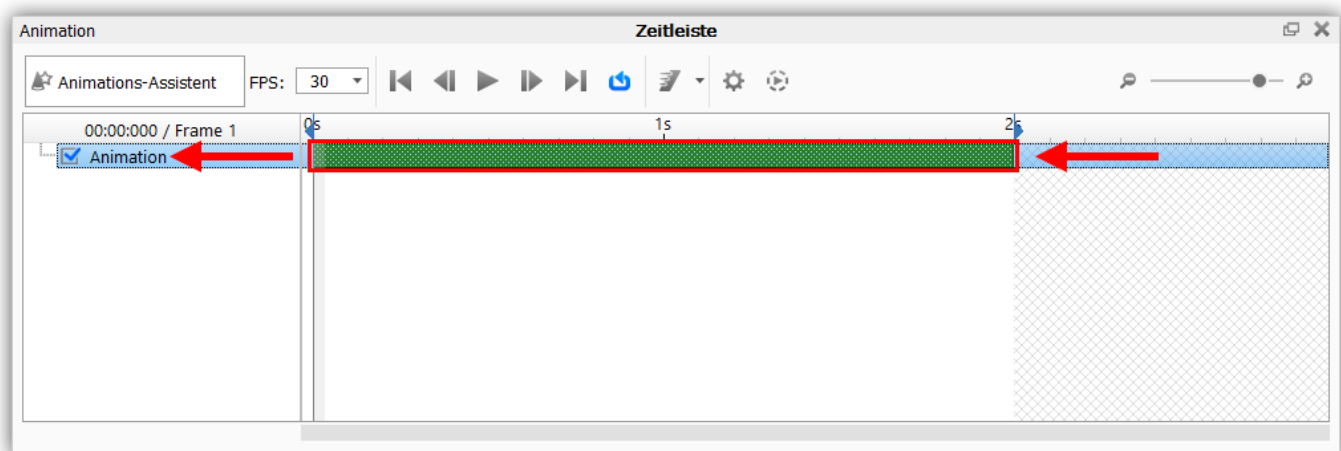 Animation Zeitleiste
Animations-Assistent FPS: 30
00:00:000 / Frame 1 0s 1s 2s
Animation